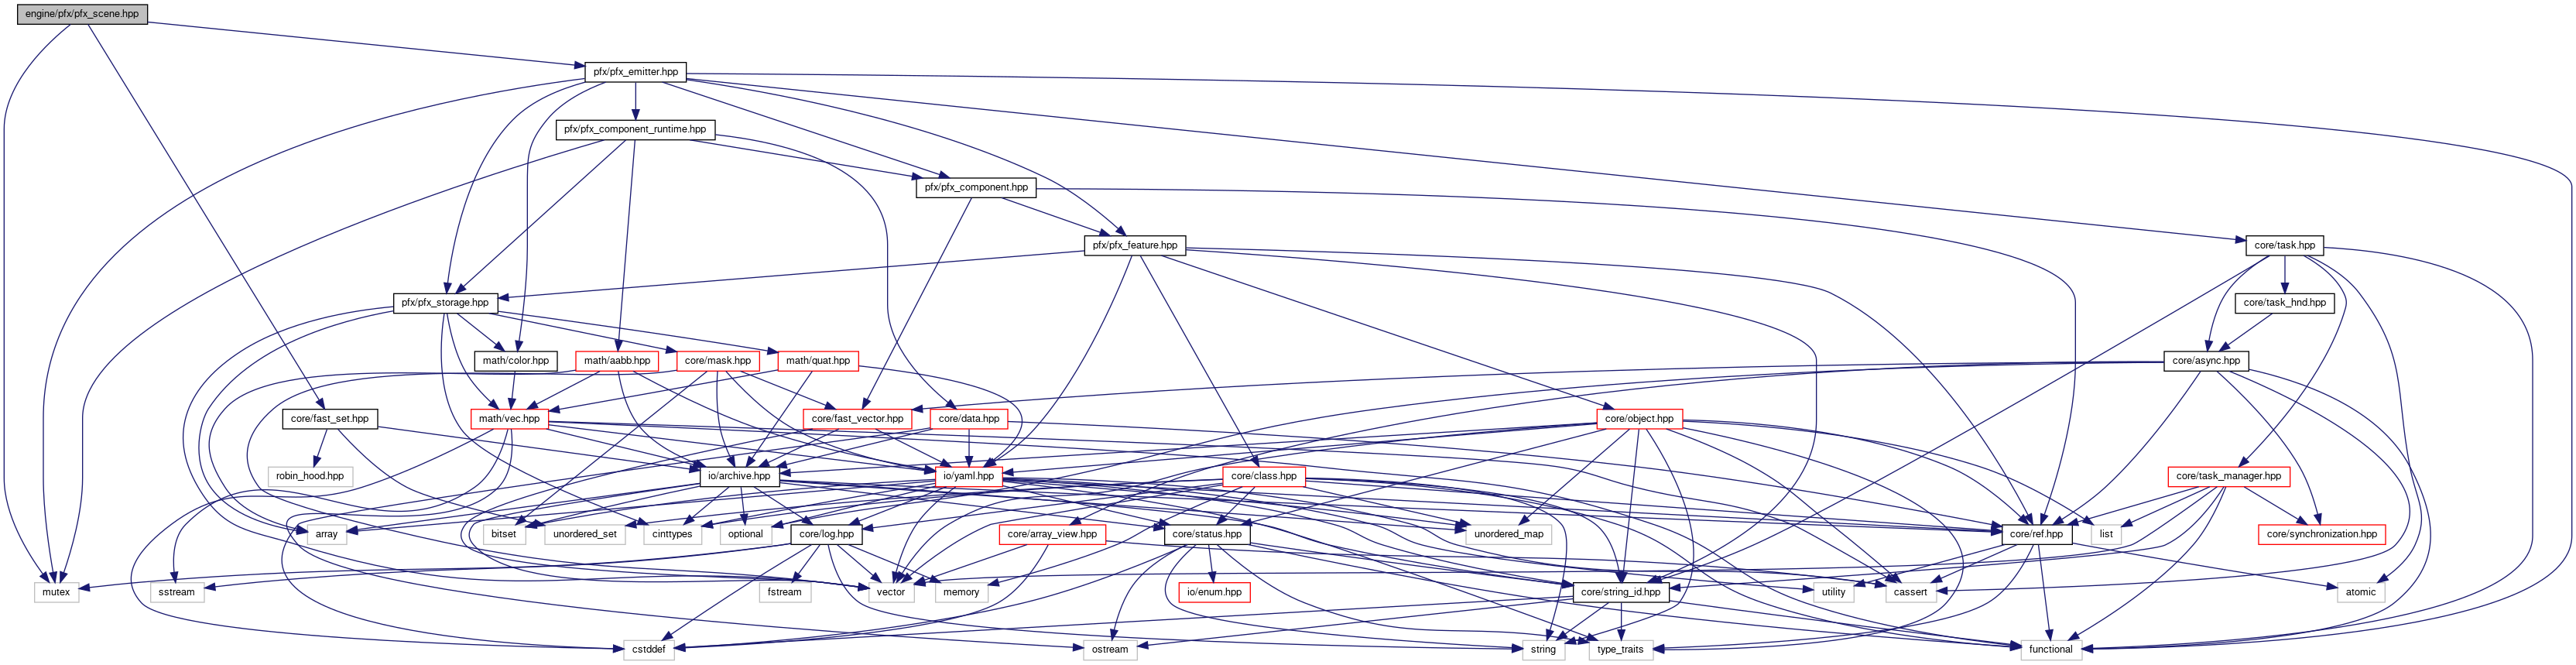 engine/pfx/pfx_scene.hpp
pfx/pfx_emitter.hpp
pfx/pfx_component_runtime.hpp
pfx/pfx_component.hpp
pfx/pfx_feature.hpp
core/task.hpp
pfx/pfx_storage.hpp
core/task_hnd.hpp
math/color.hpp
math/aabb.hpp
core/mask.hpp
math/quat.hpp
core/async.hpp
core/fast_set.hpp
math/vec.hpp
core/fast_vector.hpp
core/data.hpp
core/object.hpp
robin_hood.hpp
io/archive.hpp
io/yaml.hpp
core/class.hpp
core/task_manager.hpp
array
bitset
unordered_set
cinttypes
optional
core/log.hpp
core/array_view.hpp
core/status.hpp
unordered_map
core/ref.hpp
list
core/synchronization.hpp
mutex
sstream
fstream
vector
memory
io/enum.hpp
core/string_id.hpp
utility
cassert
atomic
cstddef
ostream
string
type_traits
functional